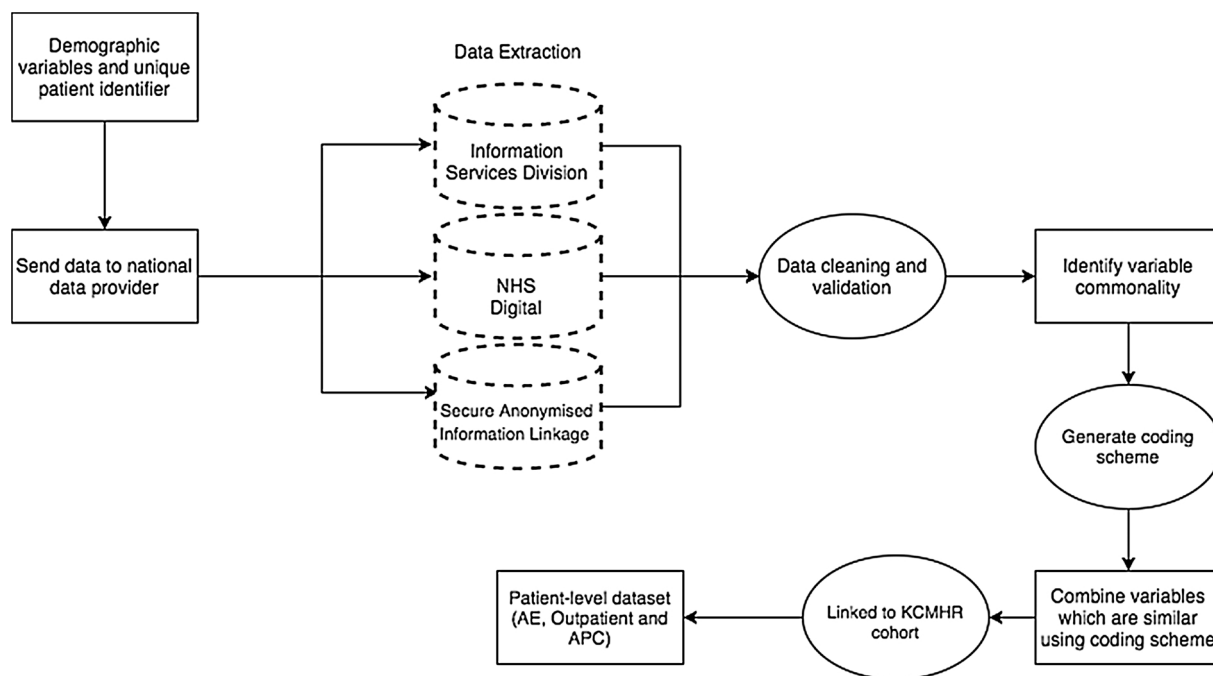 Demographic
variables and unique
patient identifier
Data Extraction
Information
Services Division
Send data to national
data provider
NHS
Digital
Data cleaning and
validation
Identify variable
commonality
Secure Anonymised
Information Linkage
Generate coding
scheme
Combine variables
which are similar
using coding scheme
Linked to KCMHR
cohort
Patient-level dataset
(AE, Outpatient and
APC)